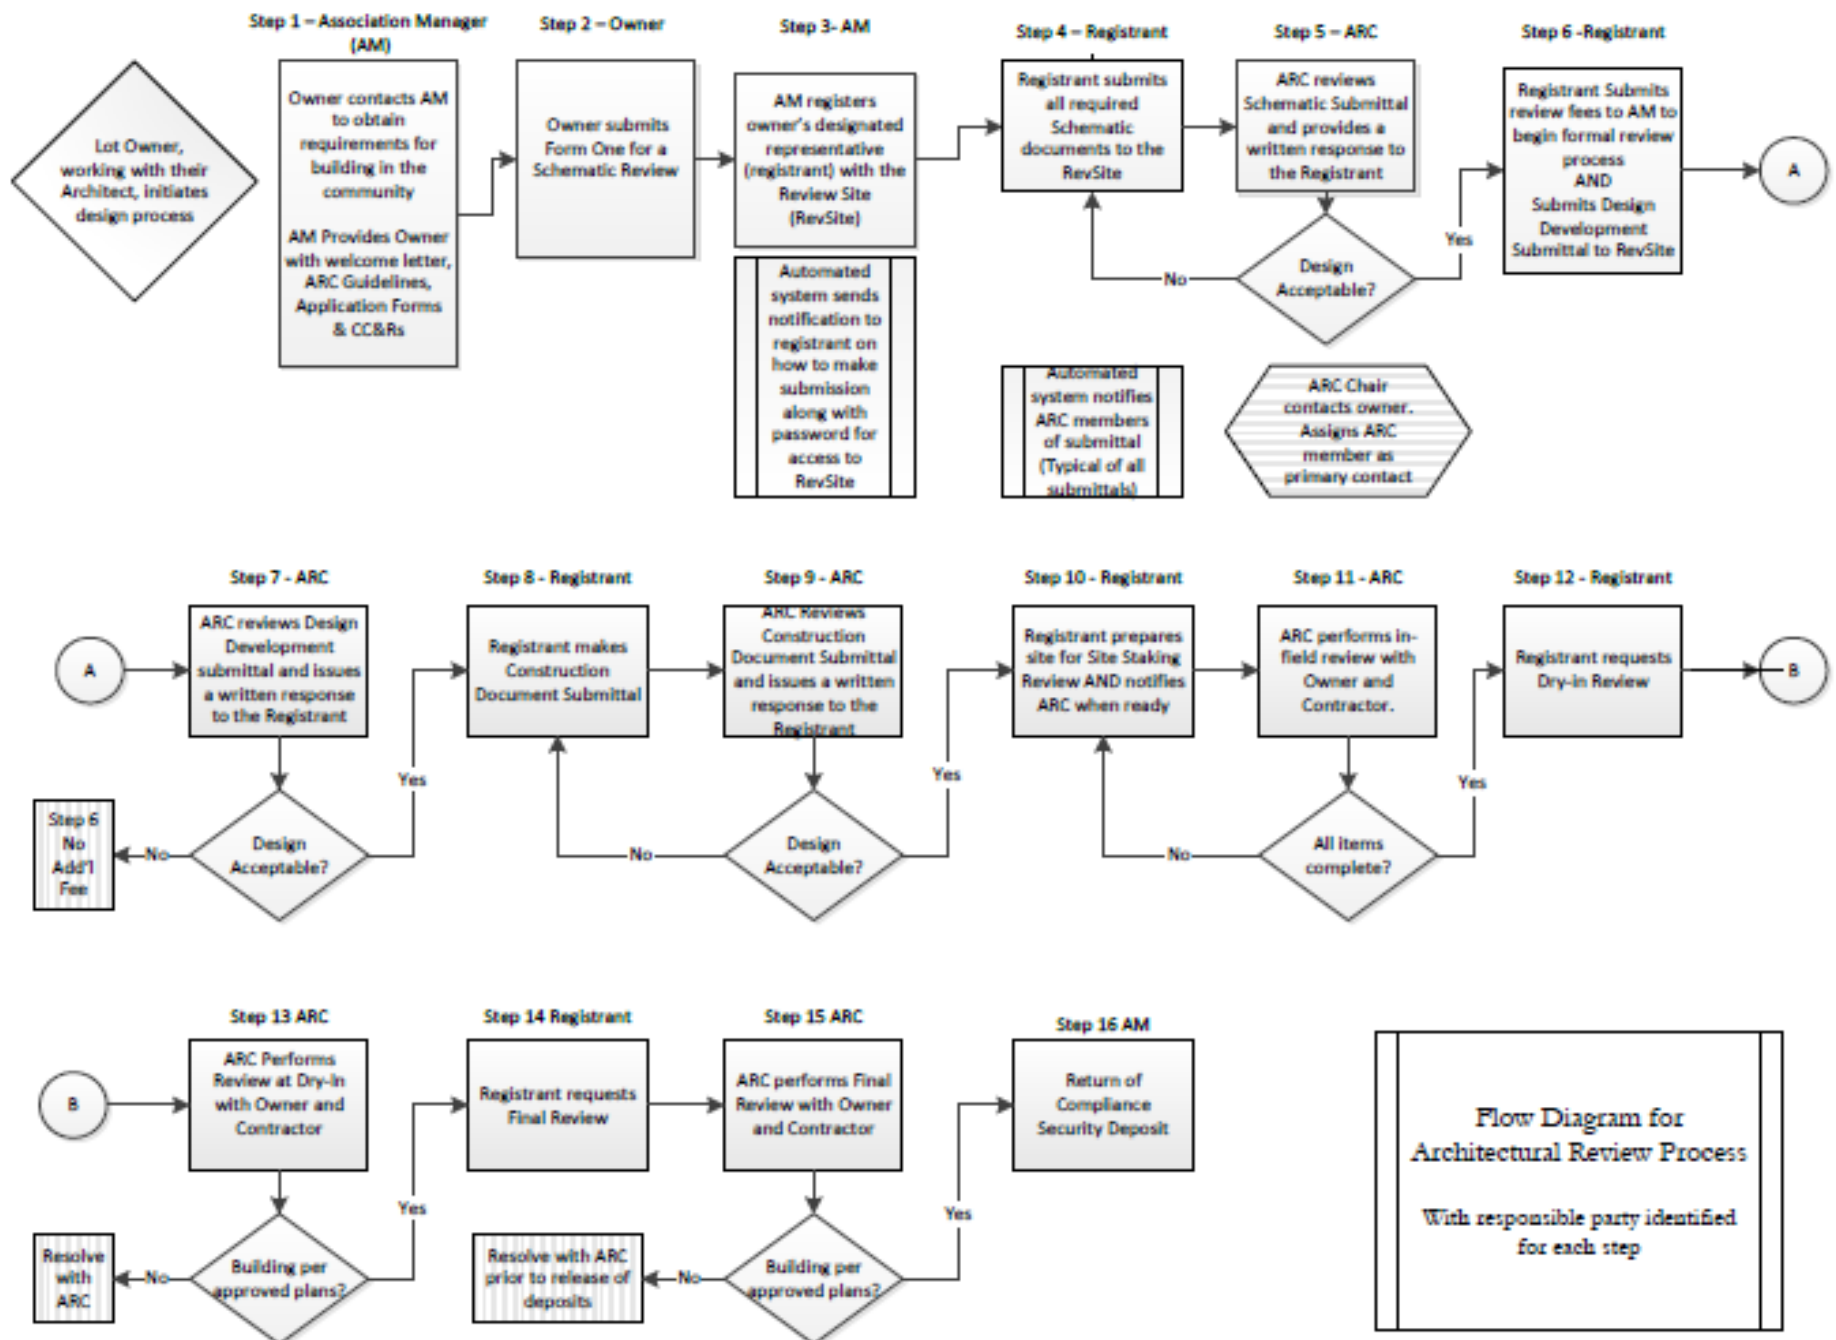 Step 1 – Association Manager
(AM)
Step 2 – Owner
Step 3- AM
Step 4 – Registrant
Step 5 – ARC
Step 6 -Registrant
Lot Owner,
working with their
Architect, initiates
design process
Owner contacts AM
to obtain
requirements for
building in the
community
AM Provides Owner
with welcome letter,
ARC Guidelines,
Application Forms
& CC&Rs
Owner submits
Form One for a
Schematic Review
AM registers
owner's designated
representative
(registrant) with the
Review Site
(RevSite)
Automated
system sends
notification to
registrant on
how to make
submission
along with
password for
access to
RevSite
Registrant submits
all required
Schematic
documents to the
RevSite
Automated
system notifies
ARC members
of submittal
(Typical of all
submittals)
ARC reviews
Schematic Submittal
and provides a
written response to
the Registrant
Design
Acceptable?
No
Yes
ARC Chair
contacts owner.
Assigns ARC
member as
primary contact
Registrant Submits
review fees to AM to
begin formal review
process
AND
Submits Design
Development
Submittal to RevSite
A
Step 7 - ARC
Step 8 - Registrant
Step 9 - ARC
Step 10 - Registrant
Step 11 - ARC
Step 12 - Registrant
A
ARC reviews Design
Development
submittal and issues
a written response
to the Registrant
Design
Acceptable?
No
Yes
Step 6
No
Add'l
Fee
Registrant makes
Construction
Document Submittal
ARC Reviews
Construction
Document Submittal
and issues a written
response to the
Registrant
Design
Acceptable?
No
Yes
Registrant prepares
site for Site Staking
Review AND notifies
ARC when ready
ARC performs in-
field review with
Owner and
Contractor.
All items
complete?
No
Yes
Registrant requests
Dry-in Review
B
Step 13 ARC
Step 14 Registrant
Step 15 ARC
Step 16 AM
B
ARC Performs
Review at Dry-In
with Owner and
Contractor
Building per
approved plans?
No
Yes
Resolve
with
ARC
Registrant requests
Final Review
ARC performs Final
Review with Owner
and Contractor
Building per
approved plans?
No
Yes
Resolve with ARC
prior to release of
deposits
Return of
Compliance
Security Deposit
Flow Diagram for
Architectural Review Process
With responsible party identified
for each step